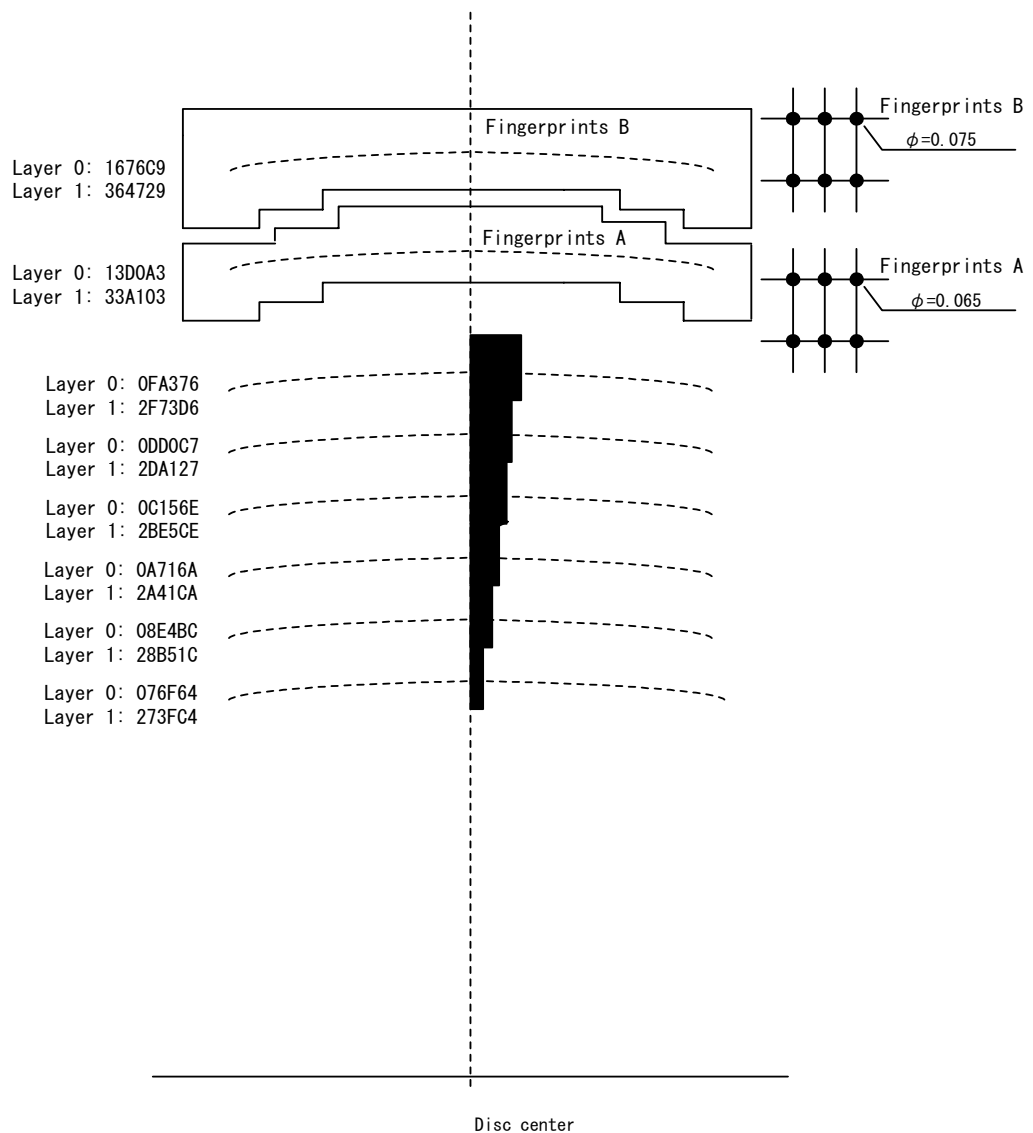 Fingerprints B
φ=0.075
Fingerprints B
Layer 0: 1676C9
Layer 1: 364729
Fingerprints A
Fingerprints A
φ=0.065
Layer 0: 13D0A3
Layer 1: 33A103
Layer 0: 0FA376
Layer 1: 2F73D6
Layer 0: 0DD0C7
Layer 1: 2DA127
Layer 0: 0C156E
Layer 1: 2BE5CE
Layer 0: 0A716A
Layer 1: 2A41CA
Layer 0: 08E4BC
Layer 1: 28B51C
Layer 0: 076F64
Layer 1: 273FC4
Disc center